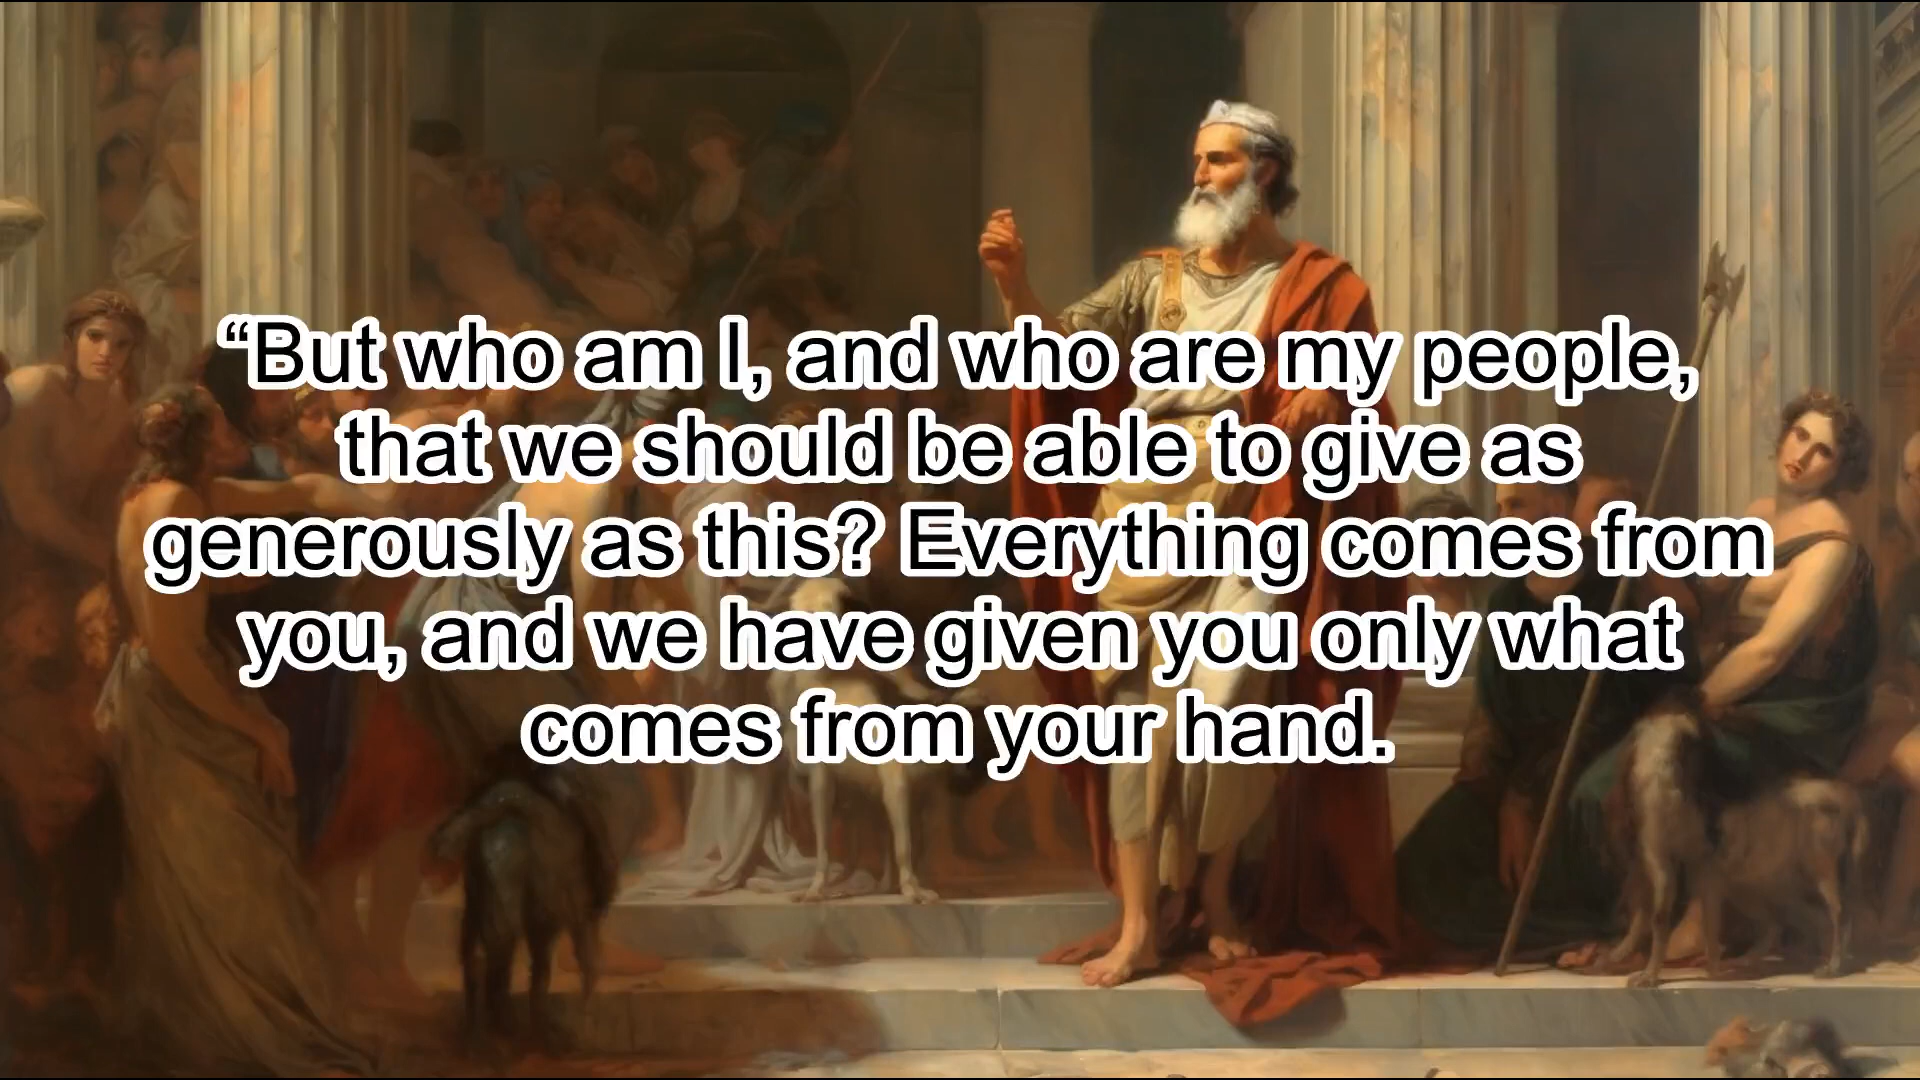 “But who am I, and who are my people,
that we should be able to give as
generously as this? Everything comes from
you, and we have given you only what
comes from your hand.